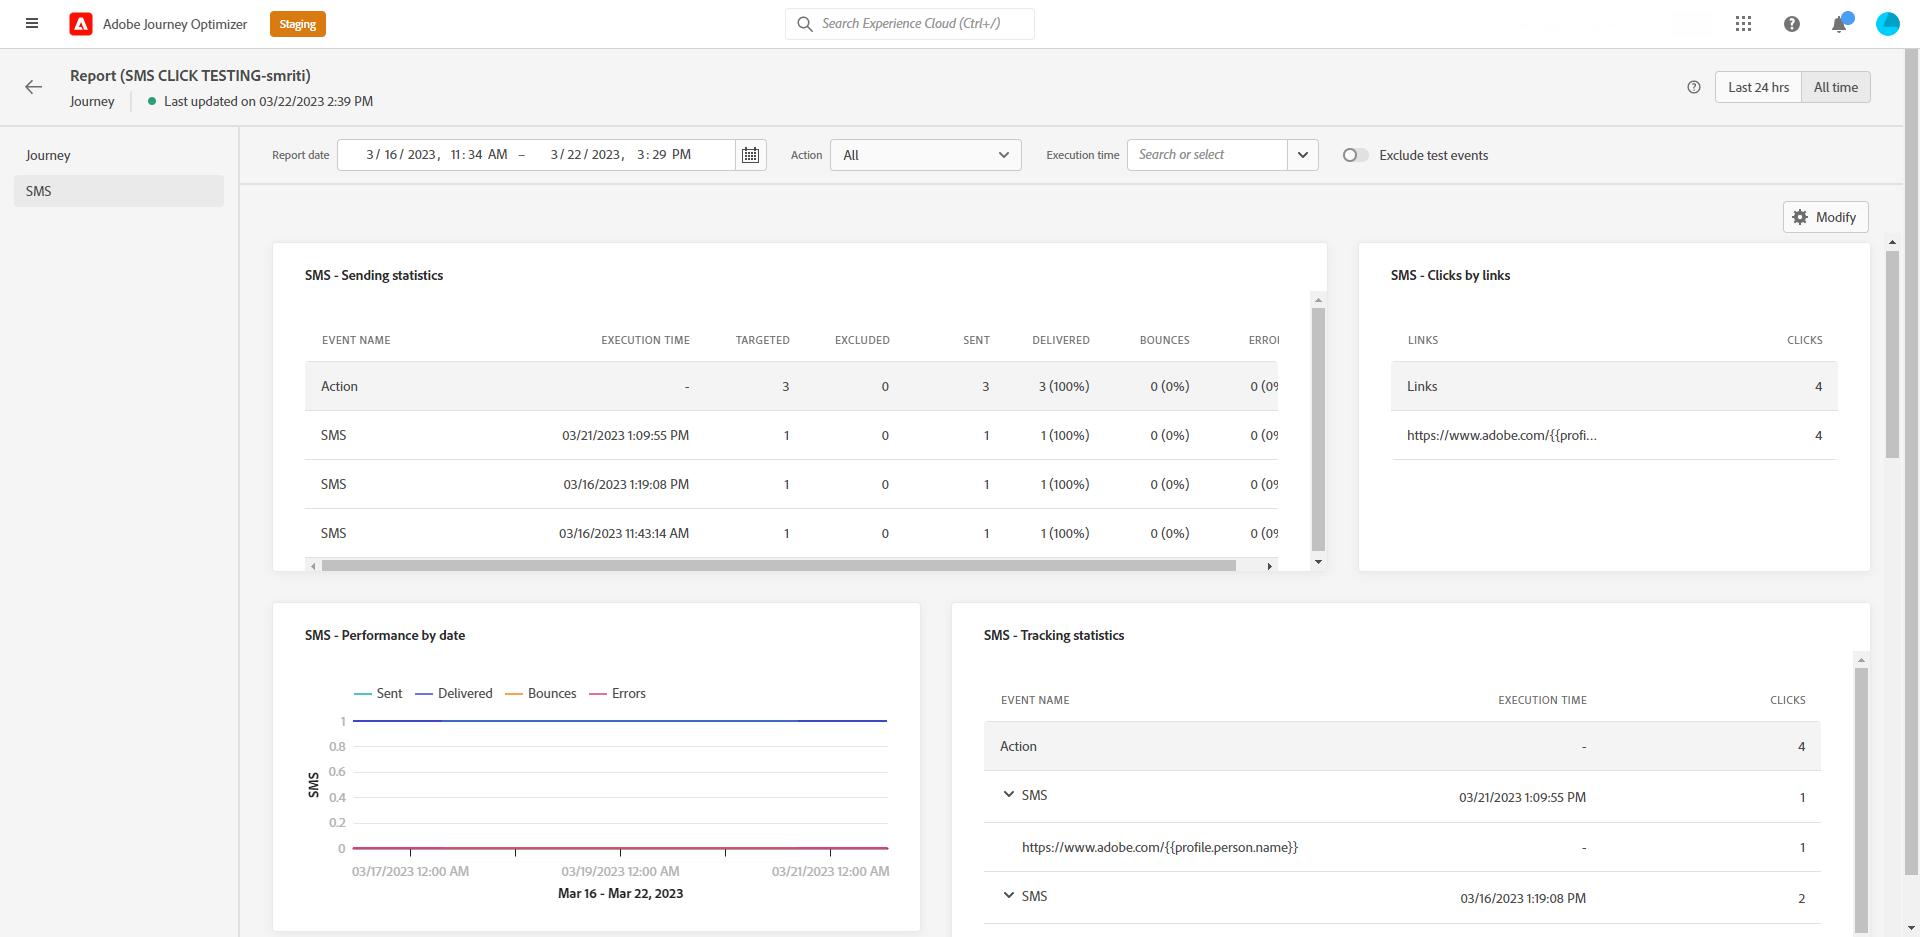 Adobe Journey Optimizer
Staging
Search Experience Cloud (Ctrl+/)
Report (SMS CLICK TESTING-smriti)
Journey
Last updated on 03/22/2023 2:39 PM
Last 24 hrs
All time
Journey
SMS
Report date
3/ 16/ 2023, 11: 34 AM – 3/ 22/ 2023, 3: 29 PM
Action
All
Execution time
Search or select
Exclude test events
Modify
SMS - Sending statistics
EVENT NAME EXECUTION TIME TARGETED EXCLUDED SENT DELIVERED BOUNCES
Action - 3 0 3 3 (100%) 0 (0%) 0 (0%
SMS 03/21/2023 1:09:55 PM 1 0 1 1 (100%) 0 (0%) 0 (0%
SMS 03/16/2023 1:19:08 PM 1 0 1 1 (100%) 0 (0%) 0 (0%
SMS 03/16/2023 11:43:14 AM 1 0 1 1 (100%) 0 (0%) 0 (0%
SMS - Clicks by links
LINKS CLICKS
Links 4
https://www.adobe.com/{{profi... 4
SMS - Performance by date
Sent Delivered Bounces Errors
1
0.8
0.6
0.4
0.2
0
SMS
03/17/2023 12:00 AM 03/19/2023 12:00 AM 03/21/2023 12:00 AM
Mar 16 - Mar 22, 2023
SMS - Tracking statistics
EVENT NAME EXECUTION TIME CLICKS
Action - 4
SMS 03/21/2023 1:09:55 PM 1
https://www.adobe.com/{{profile.person.name}} - 1
SMS 03/16/2023 1:19:08 PM 2